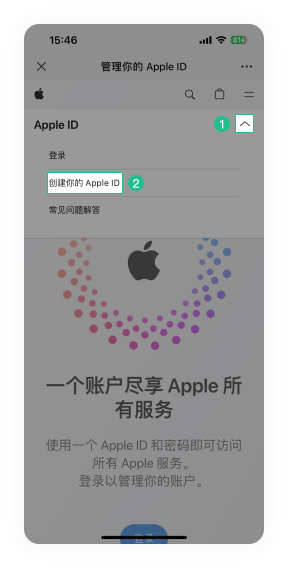 15:46
81
管理你的 Apple ID
Apple ID
1
登录
创建你的 Apple ID
2
常见问题解答
一个账户尽享 Apple 所
有服务
使用一个 Apple ID 和密码即可访问
所有 Apple 服务。
登录以管理你的账户。
登录